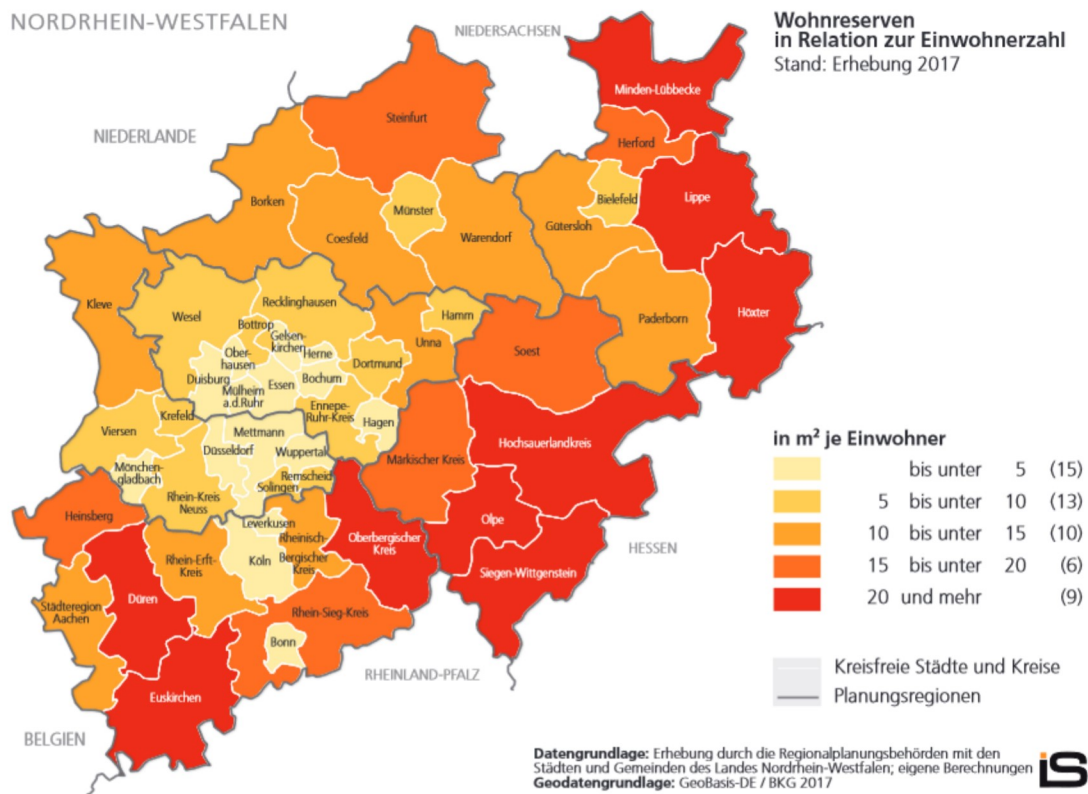 NORDRHEIN-WESTFALEN
NIEDERSACHSEN
Wohnreserven
in Relation zur Einwohnerzahl
Stand: Erhebung 2017
Minden-Lübbecke
Steinfurt
NIEDERLANDE
Herford
Borken
Münster
Bielefeld
Lippe
Coesfeld
Warendorf
Gütersloh
Kleve
Wesel
Recklinghausen
Hamm
Paderborn
Höxter
Bottrop
Gelsen-
kirchen
Unna
Soest
Ober-
hausen
Herne
Dortmund
Duisburg
Essen
Bochum
Mülheim
a.d.Ruhr
Ennepe-
Ruhr-Kreis
Hagen
Krefeld
Viersen
Mettmann
Hochsauerlandkreis
Düsseldorf
Wuppertal
Märkischer Kreis
Mönchen-
gladbach
Remscheid
Solingen
Rhein-Kreis
Neuss
Heinsberg
Leverkusen
Rheinisch-
Bergischer
Kreis
Oberbergischer
Kreis
Olpe
HESSEN
Rhein-Erft-
Kreis
Köln
Siegen-Wittgenstein
Düren
Städteregion
Aachen
Rhein-Sieg-Kreis
Bonn
RHEINLAND-PFALZ
Euskirchen
BELGIEN
in m² je Einwohner
bis unter 5 (15)
5 bis unter 10 (13)
10 bis unter 15 (10)
15 bis unter 20 (6)
20 und mehr (9)
Kreisfreie Städte und Kreise
Planungsregionen
Datengrundlage: Erhebung durch die Regionalplanungsbehörden mit den
Städten und Gemeinden des Landes Nordrhein-Westfalen; eigene Berechnungen
Geodatengrundlage: GeoBasis-DE / BKG 2017
iLS